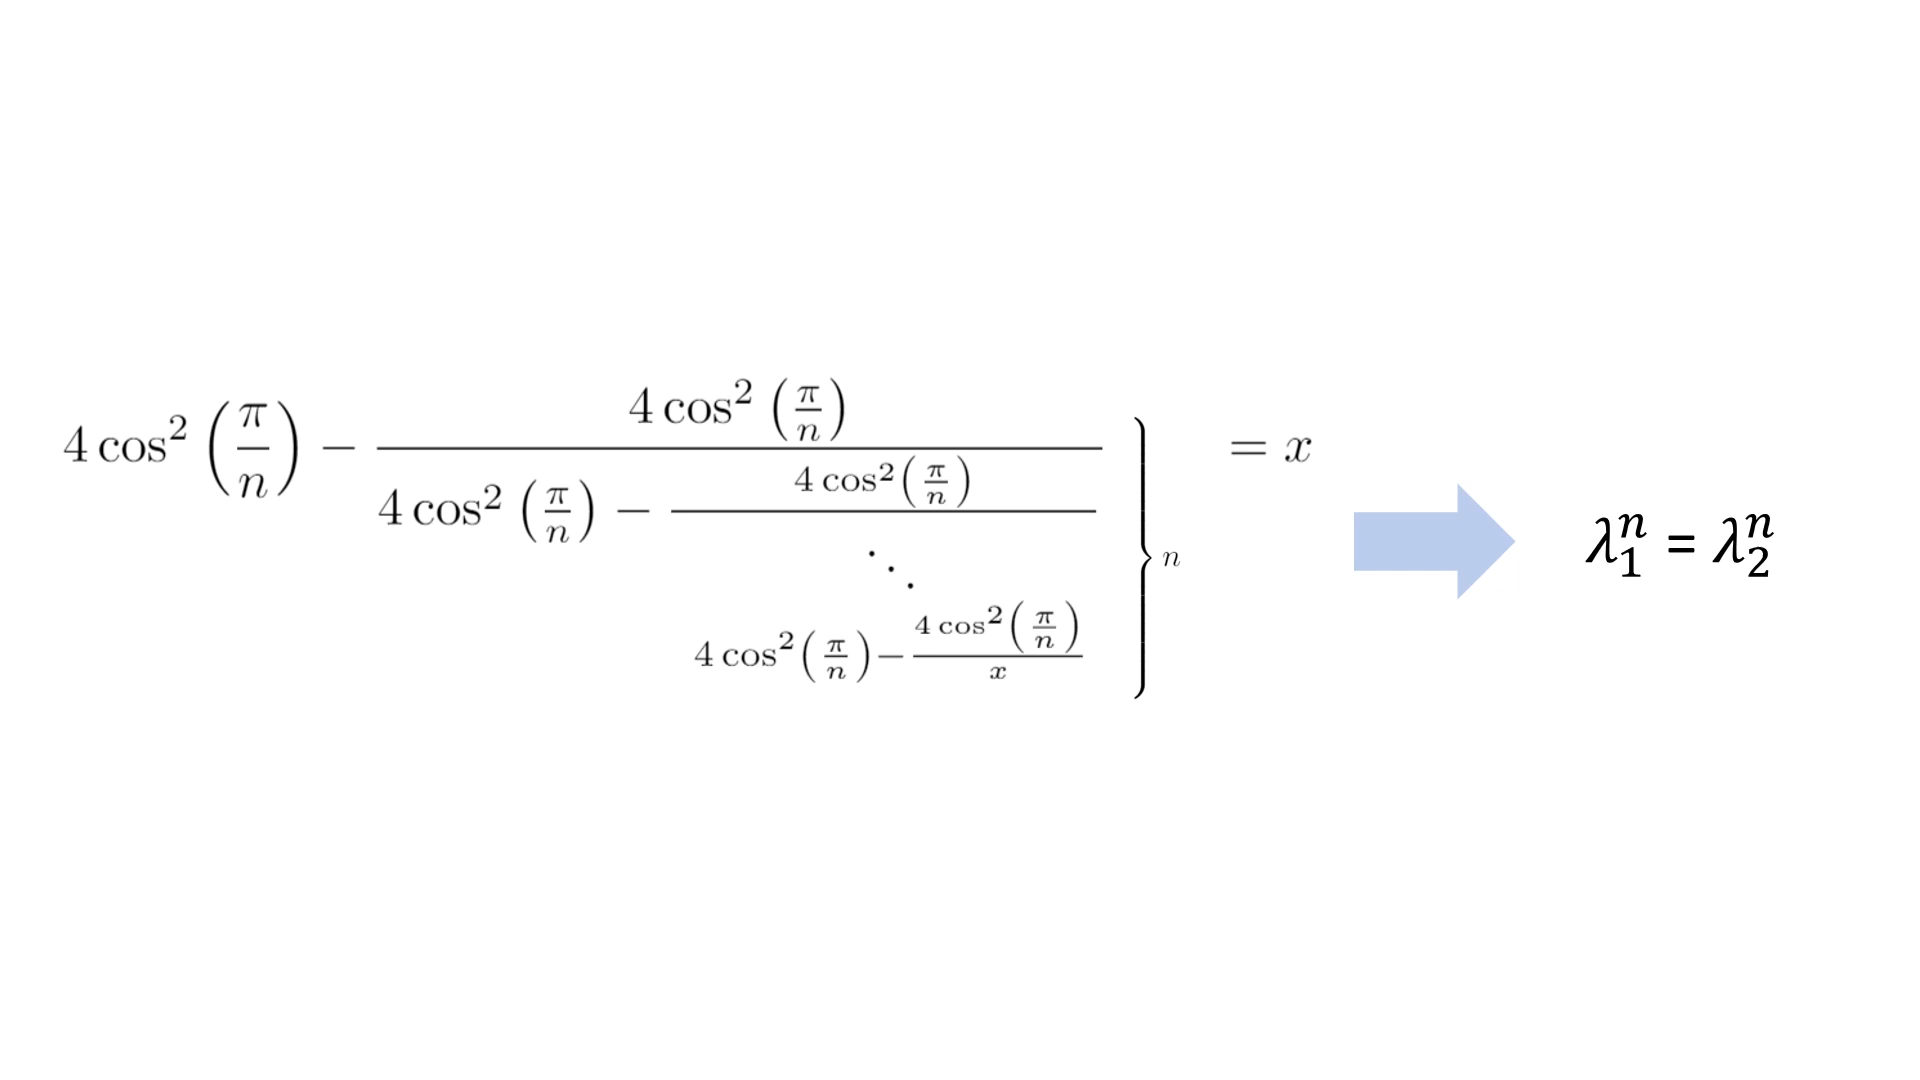 4 cos² (π/n) − 4 cos² (π/n) / (4 cos² (π/n) − 4 cos² (π/n) / (⋱ 4 cos² (π/n) − 4 cos² (π/n) / x)) } n = x
λ₁ⁿ = λ₂ⁿ